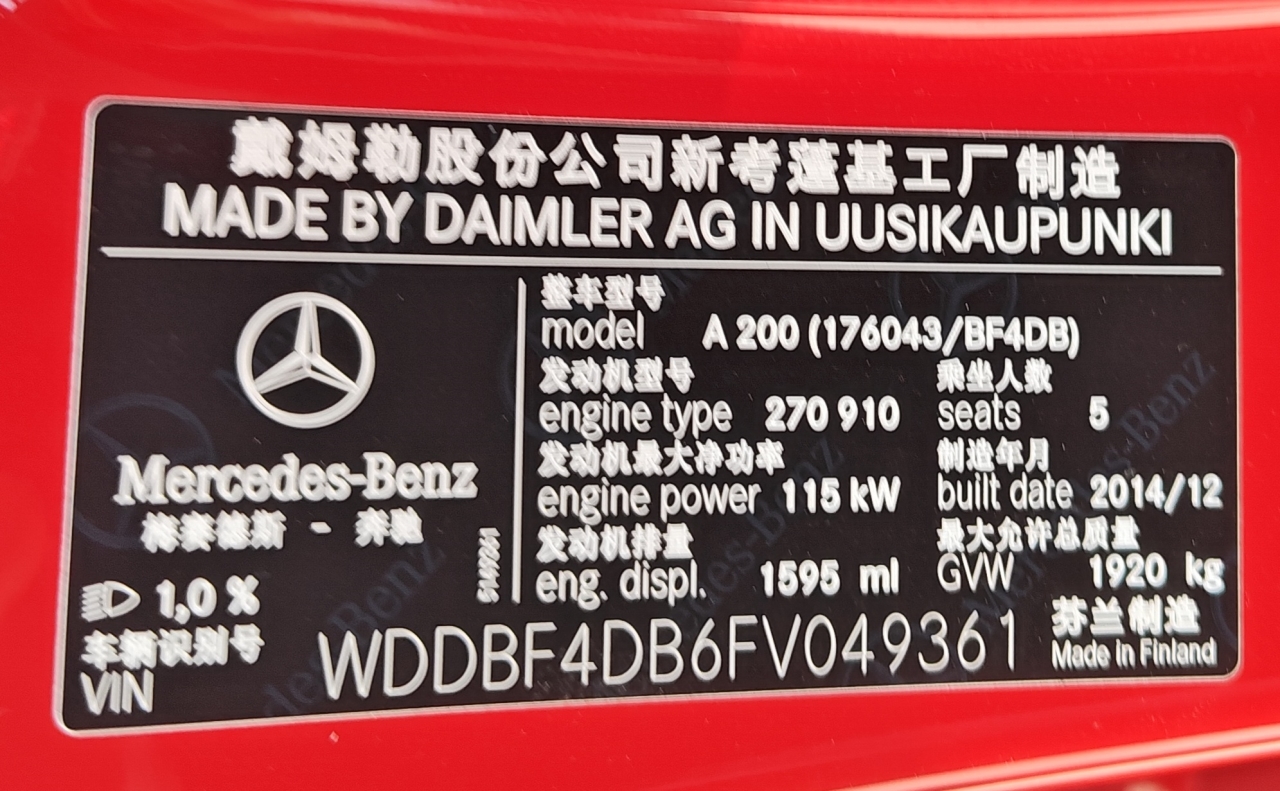 戴姆勒股份公司新考蓬基工厂制造
MADE BY DAIMLER AG IN UUSIKAUPUNKI
整车型号
model A 200 (176043/BF4DB)
发动机型号 乘坐人数
engine type 270 910 seats 5
发动机最大净功率 制造年月
engine power 115 kW built date 2014/12
发动机排量 最大允许总质量
eng. displ. 1595 ml GVW 1920 kg
Mercedes-Benz
梅赛德斯 - 奔驰
1,0 %
车辆识别号
VIN WDDBF4DB6FV049361
芬兰制造
Made in Finland